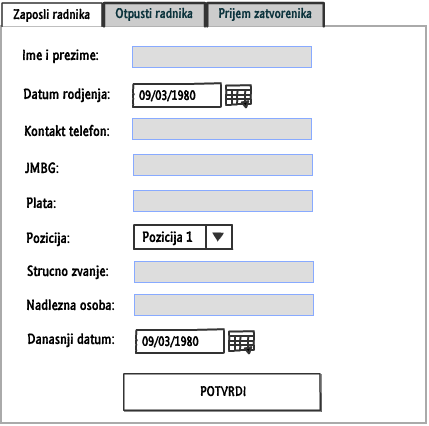 Zaposli radnika Otpusti radnika Prijem zatvorenika
Ime i prezime:
Datum rodjenja: 09/03/1980
Kontakt telefon:
JMBG:
Plata:
Pozicija: Pozicija 1
Strucno zvanje:
Nadlezna osoba:
Danasnji datum: 09/03/1980
POTVRDI